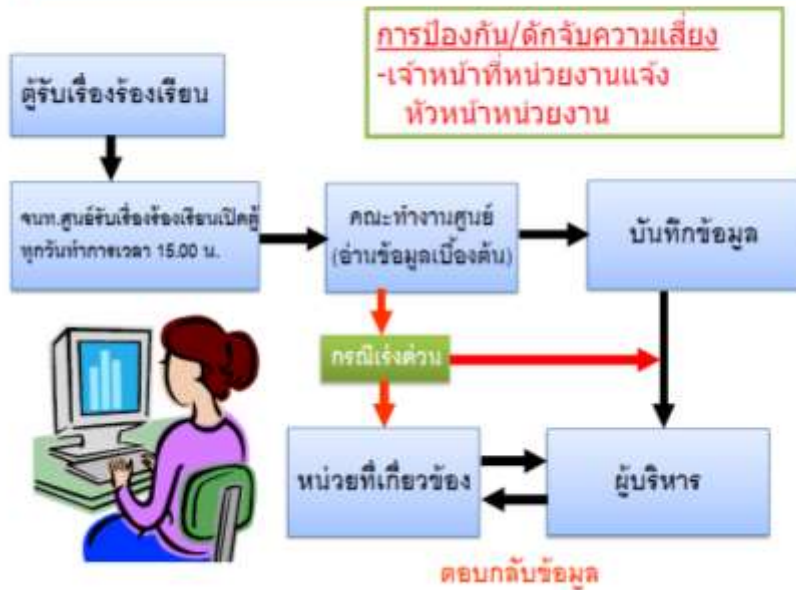 การป้องกัน/ดักจับความเสี่ยง
-เจ้าหน้าที่หน่วยงานแจ้ง
หัวหน้าหน่วยงาน
ตู้รับเรื่องร้องเรียน
จนท.ศูนย์รับเรื่องร้องเรียนเปิดตู้
ทุกวันทำการเวลา 15.00 น.
คณะทำงานศูนย์
(อ่านข้อมูลเบื้องต้น)
บันทึกข้อมูล
กรณีเร่งด่วน
หน่วยที่เกี่ยวข้อง
ผู้บริหาร
ตอบกลับข้อมูล